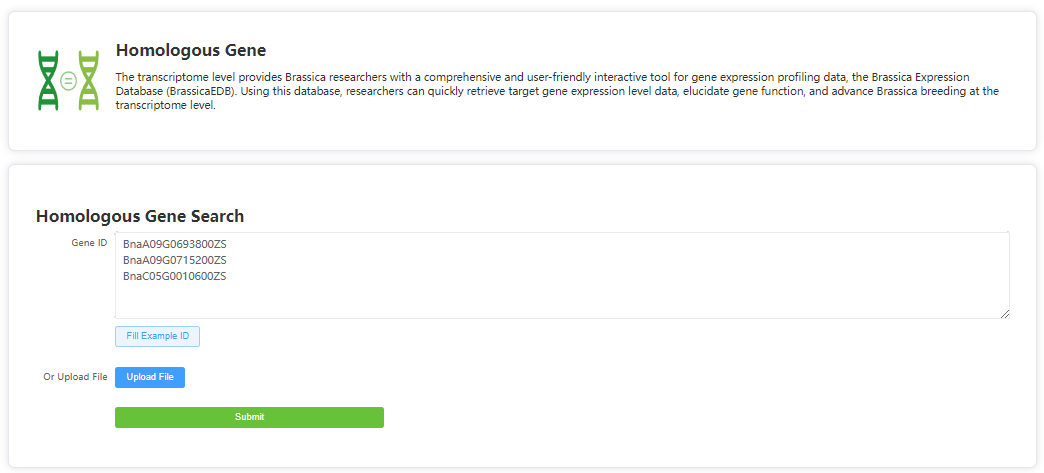 Homologous Gene
The transcriptome level provides Brassica researchers with a comprehensive and user-friendly interactive tool for gene expression profiling data, the Brassica Expression
Database (BrassicaEDB). Using this database, researchers can quickly retrieve target gene expression level data, elucidate gene function, and advance Brassica breeding at the
transcriptome level.
Homologous Gene Search
Gene ID
BnaA09G0693800ZS
BnaA09G0715200ZS
BnaC05G0010600ZS
Fill Example ID
Or Upload File
Upload File
Submit